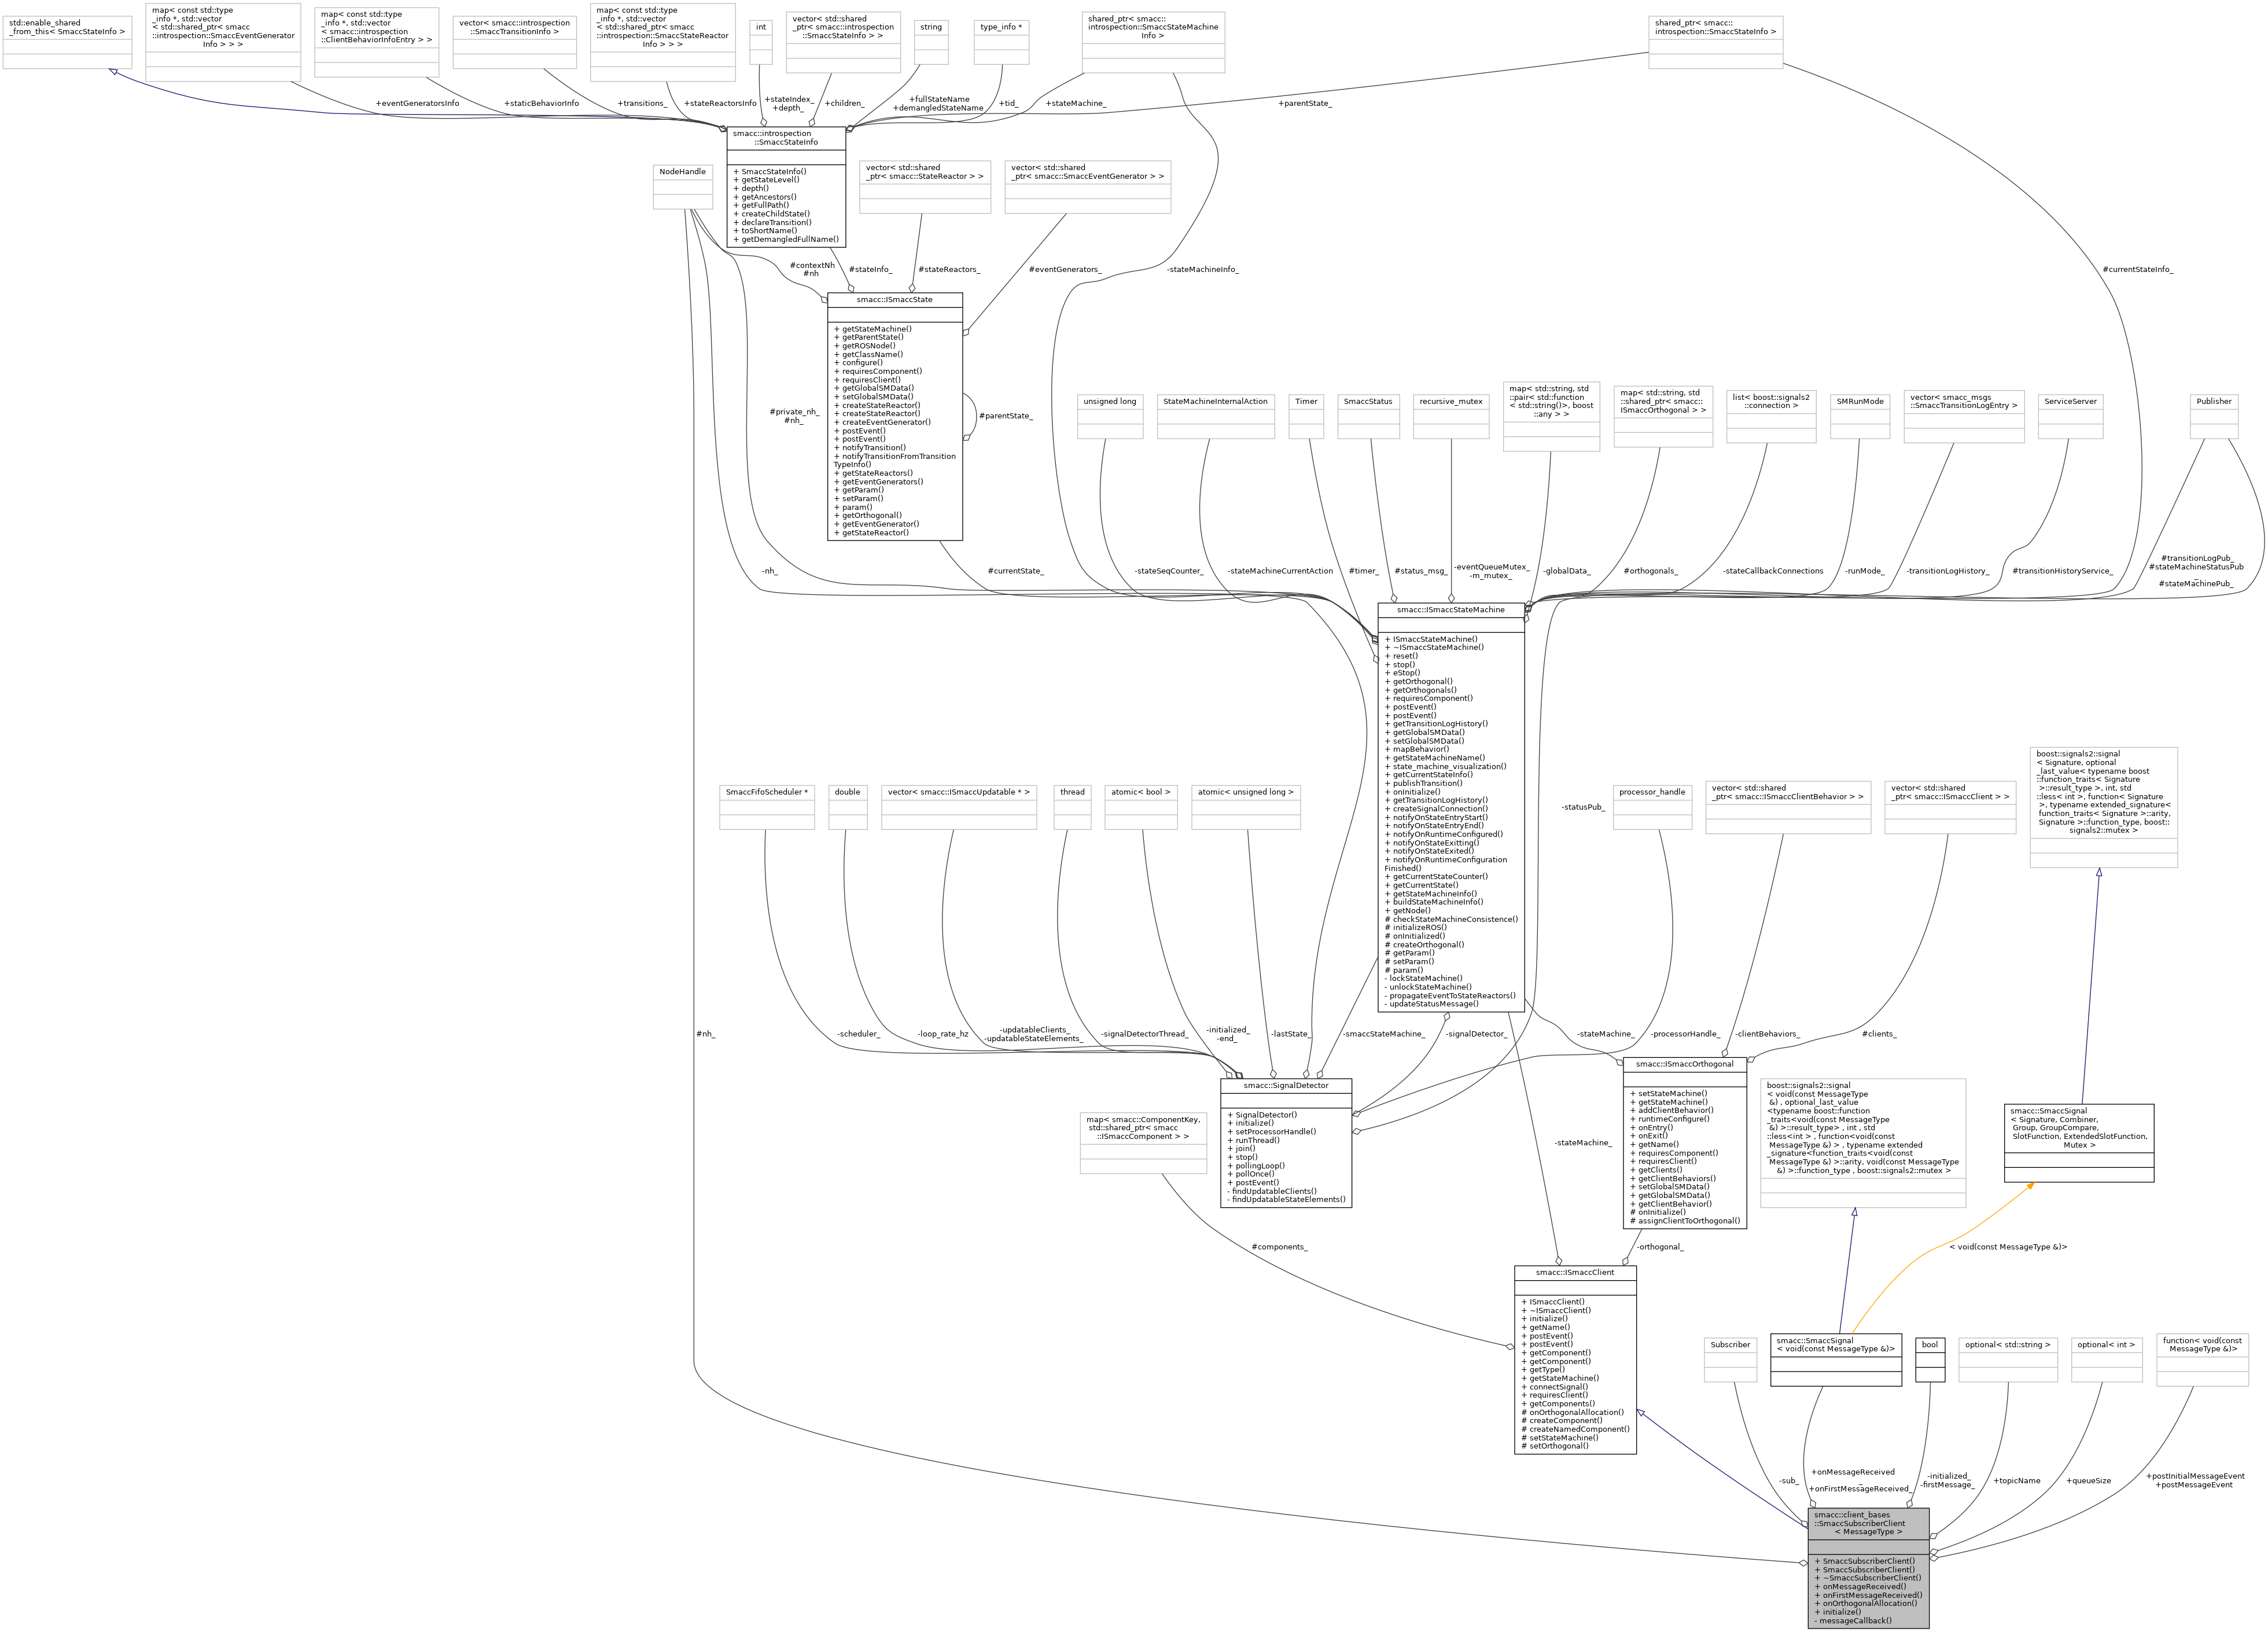 std::enable_shared
_from_this< SmaccStateInfo >
map< const std::type
_info *, std::vector
< std::shared_ptr< smacc
::introspection::SmaccEventGenerator
Info > > >
map< const std::type
_info *, std::vector
< smacc::introspection
::ClientBehaviorInfoEntry > >
vector< smacc::introspection
::SmaccTransitionInfo >
map< const std::type
_info *, std::vector
< std::shared_ptr< smacc
::introspection::SmaccStateReactor
Info > > >
int
vector< std::shared
_ptr< smacc::introspection
::SmaccStateInfo > >
string
type_info *
shared_ptr< smacc::
introspection::SmaccStateMachine
Info >
shared_ptr< smacc::
introspection::SmaccStateInfo >
+eventGeneratorsInfo
+staticBehaviorInfo
+transitions_
+stateReactorsInfo
+stateIndex_
+depth_
+children_
+fullStateName
+demangledStateName
+tid_
+stateMachine_
+parentState_
smacc::introspection
::SmaccStateInfo
+ SmaccStateInfo()
+ getStateLevel()
+ depth()
+ getAncestors()
+ getFullPath()
+ createChildState()
+ declareTransition()
+ toShortName()
+ getDemangledFullName()
NodeHandle
vector< std::shared
_ptr< smacc::StateReactor > >
vector< std::shared
_ptr< smacc::SmaccEventGenerator > >
#contextNh
#nh
#stateInfo_
#stateReactors_
#eventGenerators_
-stateMachineInfo_
#currentStateInfo_
smacc::ISmaccState
+ getStateMachine()
+ getParentState()
+ getROSNode()
+ getClassName()
+ configure()
+ requiresComponent()
+ requiresClient()
+ getGlobalSMData()
+ setGlobalSMData()
+ createStateReactor()
+ createStateReactor()
+ createEventGenerator()
+ postEvent()
+ postEvent()
+ notifyTransition()
+ notifyTransitionFromTransition
TypeInfo()
+ getStateReactors()
+ getEventGenerators()
+ getParam()
+ setParam()
+ param()
+ getOrthogonal()
+ getEventGenerator()
+ getStateReactor()
#parentState_
#private_nh_
#nh_
unsigned long
StateMachineInternalAction
Timer
SmaccStatus
recursive_mutex
map< std::string, std
::pair< std::function
< std::string()>, boost
::any > >
map< std::string, std
::shared_ptr< smacc::
ISmaccOrthogonal > >
list< boost::signals2
::connection >
SMRunMode
vector< smacc_msgs
::SmaccTransitionLogEntry >
ServiceServer
Publisher
-nh_
#currentState_
-stateSeqCounter_
-stateMachineCurrentAction
#timer_
#status_msg_
-eventQueueMutex_
-m_mutex_
-globalData_
#orthogonals_
-stateCallbackConnections
-runMode_
-transitionLogHistory_
#transitionHistoryService_
#transitionLogPub_
#stateMachineStatusPub
_
#stateMachinePub_
smacc::ISmaccStateMachine
+ ISmaccStateMachine()
+ ~ISmaccStateMachine()
+ reset()
+ stop()
+ eStop()
+ getOrthogonal()
+ getOrthogonals()
+ requiresComponent()
+ postEvent()
+ postEvent()
+ getTransitionLogHistory()
+ getGlobalSMData()
+ setGlobalSMData()
+ mapBehavior()
+ getStateMachineName()
+ state_machine_visualization()
+ getCurrentStateInfo()
+ publishTransition()
+ onInitialize()
+ getTransitionLogHistory()
+ createSignalConnection()
+ notifyOnStateEntryStart()
+ notifyOnStateEntryEnd()
+ notifyOnRuntimeConfigured()
+ notifyOnStateExitting()
+ notifyOnStateExited()
+ notifyOnRuntimeConfiguration
Finished()
+ getCurrentStateCounter()
+ getCurrentState()
+ getStateMachineInfo()
+ buildStateMachineInfo()
+ getNode()
# checkStateMachineConsistence()
# initializeROS()
# onInitialized()
# createOrthogonal()
# getParam()
# setParam()
# param()
- lockStateMachine()
- unlockStateMachine()
- propagateEventToStateReactors()
- updateStatusMessage()
SmaccFifoScheduler *
double
vector< smacc::ISmaccUpdatable * >
thread
atomic< bool >
atomic< unsigned long >
-statusPub_
processor_handle
vector< std::shared
_ptr< smacc::ISmaccClientBehavior > >
vector< std::shared
_ptr< smacc::ISmaccClient > >
boost::signals2::signal
< Signature, optional
_last_value< typename boost
::function_traits< Signature
>::result_type >, int, std
::less< int >, function< Signature
>, typename extended_signature<
function_traits< Signature >::arity,
Signature >::function_type, boost::
signals2::mutex >
#nh_
-scheduler_
-loop_rate_hz
-updatableClients_
-updatableStateElements_
-signalDetectorThread_
-initialized_
-end_
-lastState_
-smaccStateMachine_
-signalDetector_
-stateMachine_
-processorHandle_
-clientBehaviors_
#clients_
smacc::SignalDetector
+ SignalDetector()
+ initialize()
+ setProcessorHandle()
+ runThread()
+ join()
+ stop()
+ pollingLoop()
+ pollOnce()
+ postEvent()
- findUpdatableClients()
- findUpdatableStateElements()
smacc::ISmaccOrthogonal
+ setStateMachine()
+ getStateMachine()
+ addClientBehavior()
+ runtimeConfigure()
+ onEntry()
+ onExit()
+ getName()
+ requiresComponent()
+ requiresClient()
+ getClients()
+ getClientBehaviors()
+ setGlobalSMData()
+ getGlobalSMData()
+ getClientBehavior()
# onInitialize()
# assignClientToOrthogonal()
boost::signals2::signal
< void(const MessageType
&) , optional_last_value
<typename boost::function
_traits<void(const MessageType
&) >::result_type> , int , std
::less<int > , function<void(const
MessageType &) > , typename extended
_signature<function_traits<void(const
MessageType &) >::arity, void(const MessageType
&) >::function_type , boost::signals2::mutex >
smacc::SmaccSignal
< Signature, Combiner,
Group, GroupCompare,
SlotFunction, ExtendedSlotFunction,
Mutex >
map< smacc::ComponentKey,
std::shared_ptr< smacc
::ISmaccComponent > >
-stateMachine_
#components_
-orthogonal_
< void(const MessageType &)>
smacc::ISmaccClient
+ ISmaccClient()
+ ~ISmaccClient()
+ initialize()
+ getName()
+ postEvent()
+ postEvent()
+ getComponent()
+ getComponent()
+ getType()
+ getStateMachine()
+ connectSignal()
+ requiresClient()
+ getComponents()
# onOrthogonalAllocation()
# createComponent()
# createNamedComponent()
# setStateMachine()
# setOrthogonal()
Subscriber
smacc::SmaccSignal
< void(const MessageType &)>
bool
optional< std::string >
optional< int >
function< void(const
MessageType &)>
-sub_
+onMessageReceived
_
+onFirstMessageReceived_
-initialized_
-firstMessage_
+topicName
+queueSize
+postInitialMessageEvent
+postMessageEvent
smacc::client_bases
::SmaccSubscriberClient
< MessageType >
+ SmaccSubscriberClient()
+ SmaccSubscriberClient()
+ ~SmaccSubscriberClient()
+ onMessageReceived()
+ onFirstMessageReceived()
+ onOrthogonalAllocation()
+ initialize()
- messageCallback()